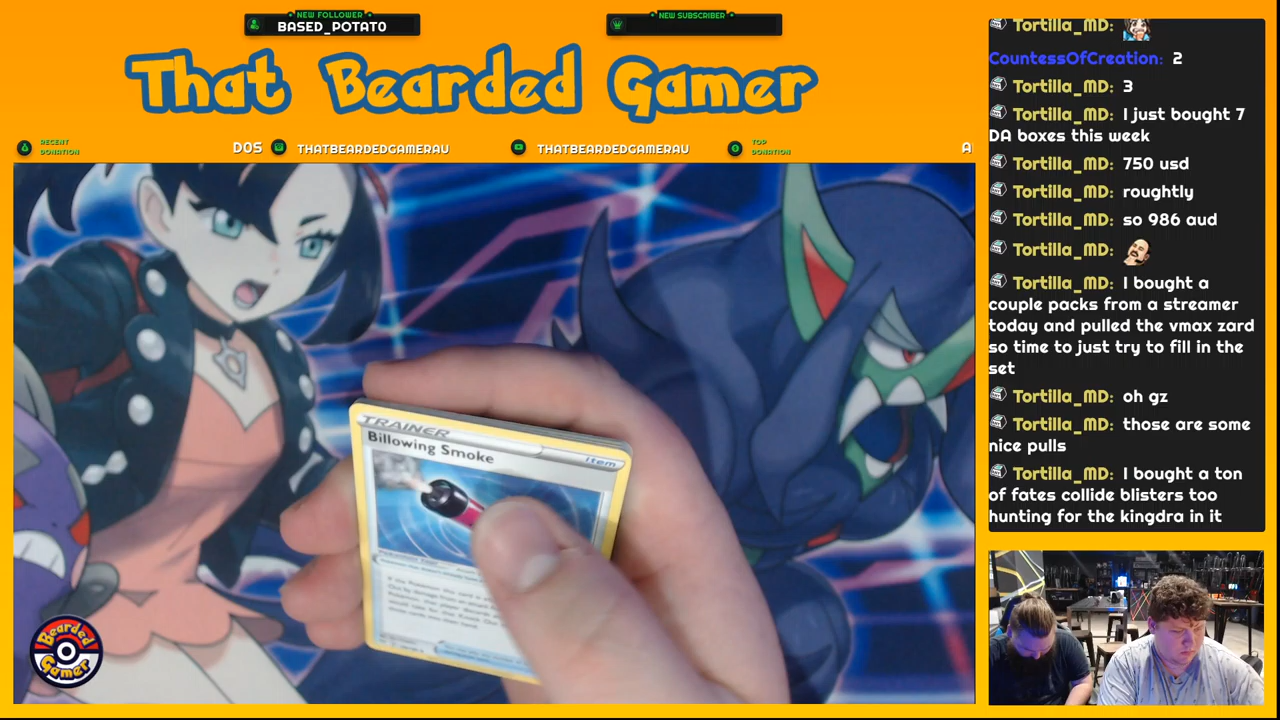 NEW FOLLOWER
BASED_POTAT0
NEW SUBSCRIBER
That Bearded Gamer
RECENT DONATION
DOS
THATBEARDEDGAMERAU
THATBEARDEDGAMERAU
TOP DONATION
A
TRAINER
Billowing Smoke
Item
Bearded
Gamer
Tortilla_MD:
CountessOfCreation: 2
Tortilla_MD: 3
Tortilla_MD: I just bought 7
DA boxes this week
Tortilla_MD: 750 usd
Tortilla_MD: roughtly
Tortilla_MD: so 986 aud
Tortilla_MD:
Tortilla_MD: I bought a
couple packs from a streamer
today and pulled the vmax zard
so time to just try to fill in the
set
Tortilla_MD: oh gz
Tortilla_MD: those are some
nice pulls
Tortilla_MD: I bought a ton
of fates collide blisters too
hunting for the kingdra in it